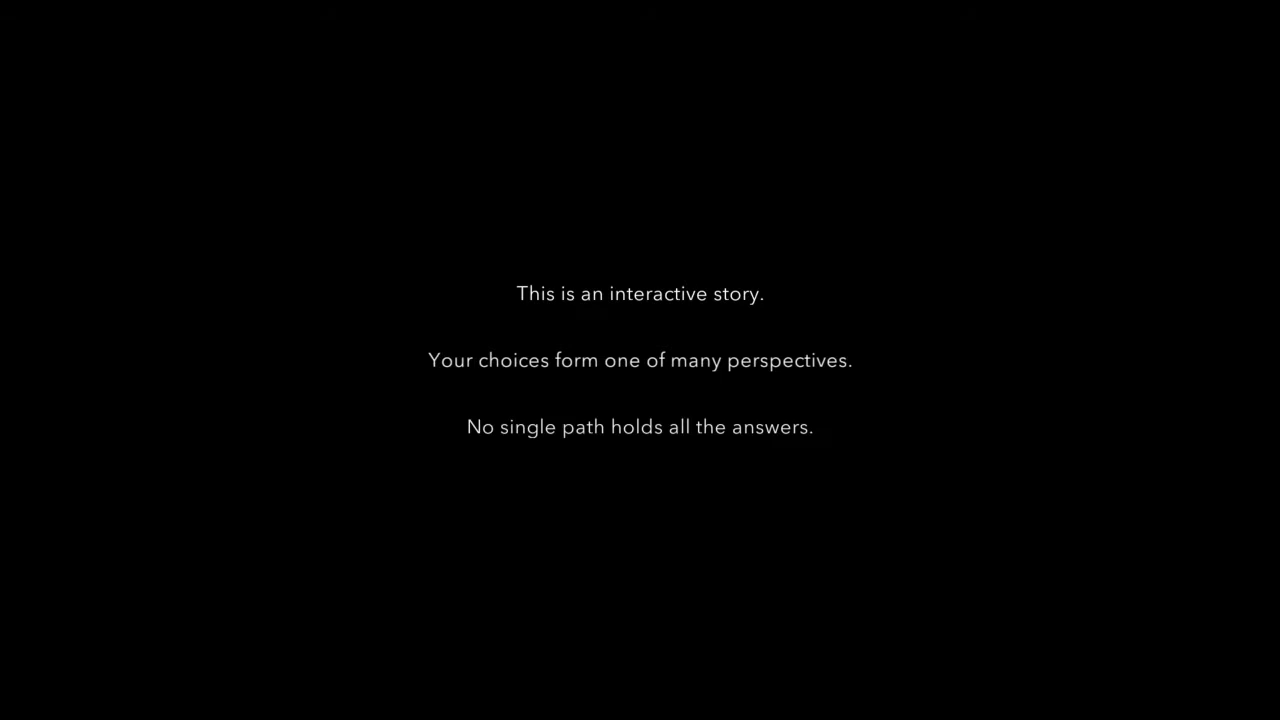 This is an interactive story.
Your choices form one of many perspectives.
No single path holds all the answers.